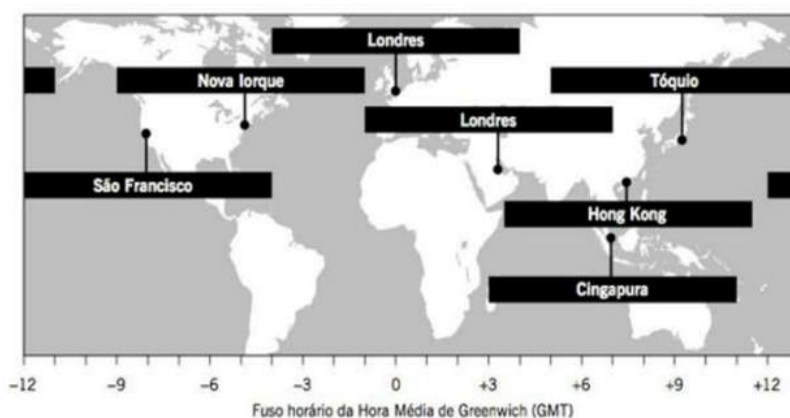 Londres
Nova Iorque
Tóquio
Londres
São Francisco
Hong Kong
Cingapura
−12 −9 −6 −3 0 +3 +6 +9 +12
Fuso horário da Hora Média de Greenwich (GMT)